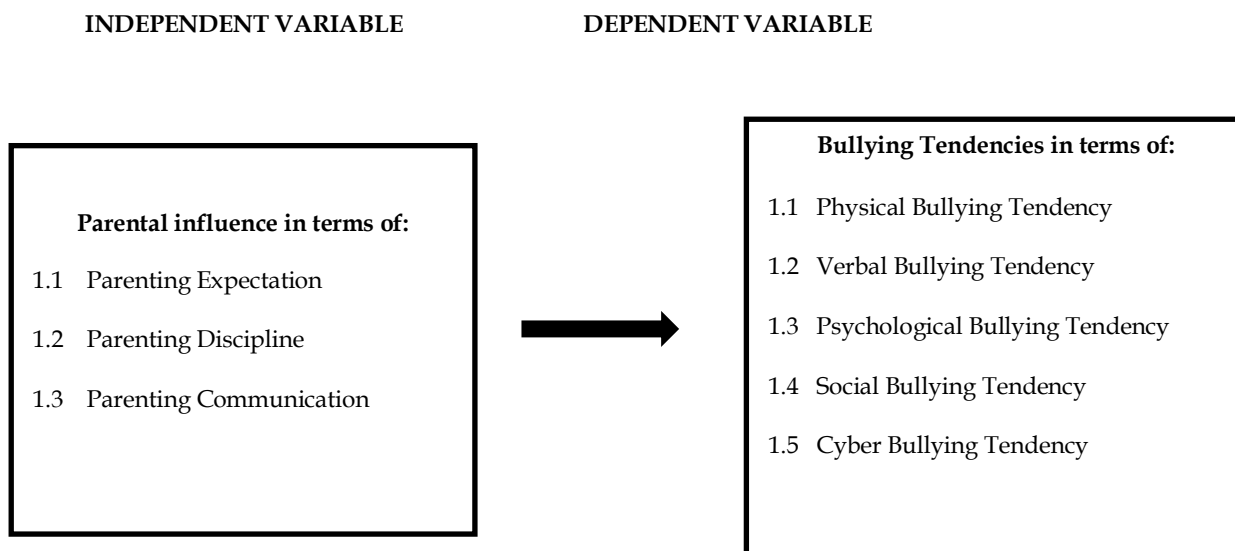 INDEPENDENT VARIABLE
DEPENDENT VARIABLE
Parental influence in terms of:
1.1 Parenting Expectation
1.2 Parenting Discipline
1.3 Parenting Communication
Bullying Tendencies in terms of:
1.1 Physical Bullying Tendency
1.2 Verbal Bullying Tendency
1.3 Psychological Bullying Tendency
1.4 Social Bullying Tendency
1.5 Cyber Bullying Tendency